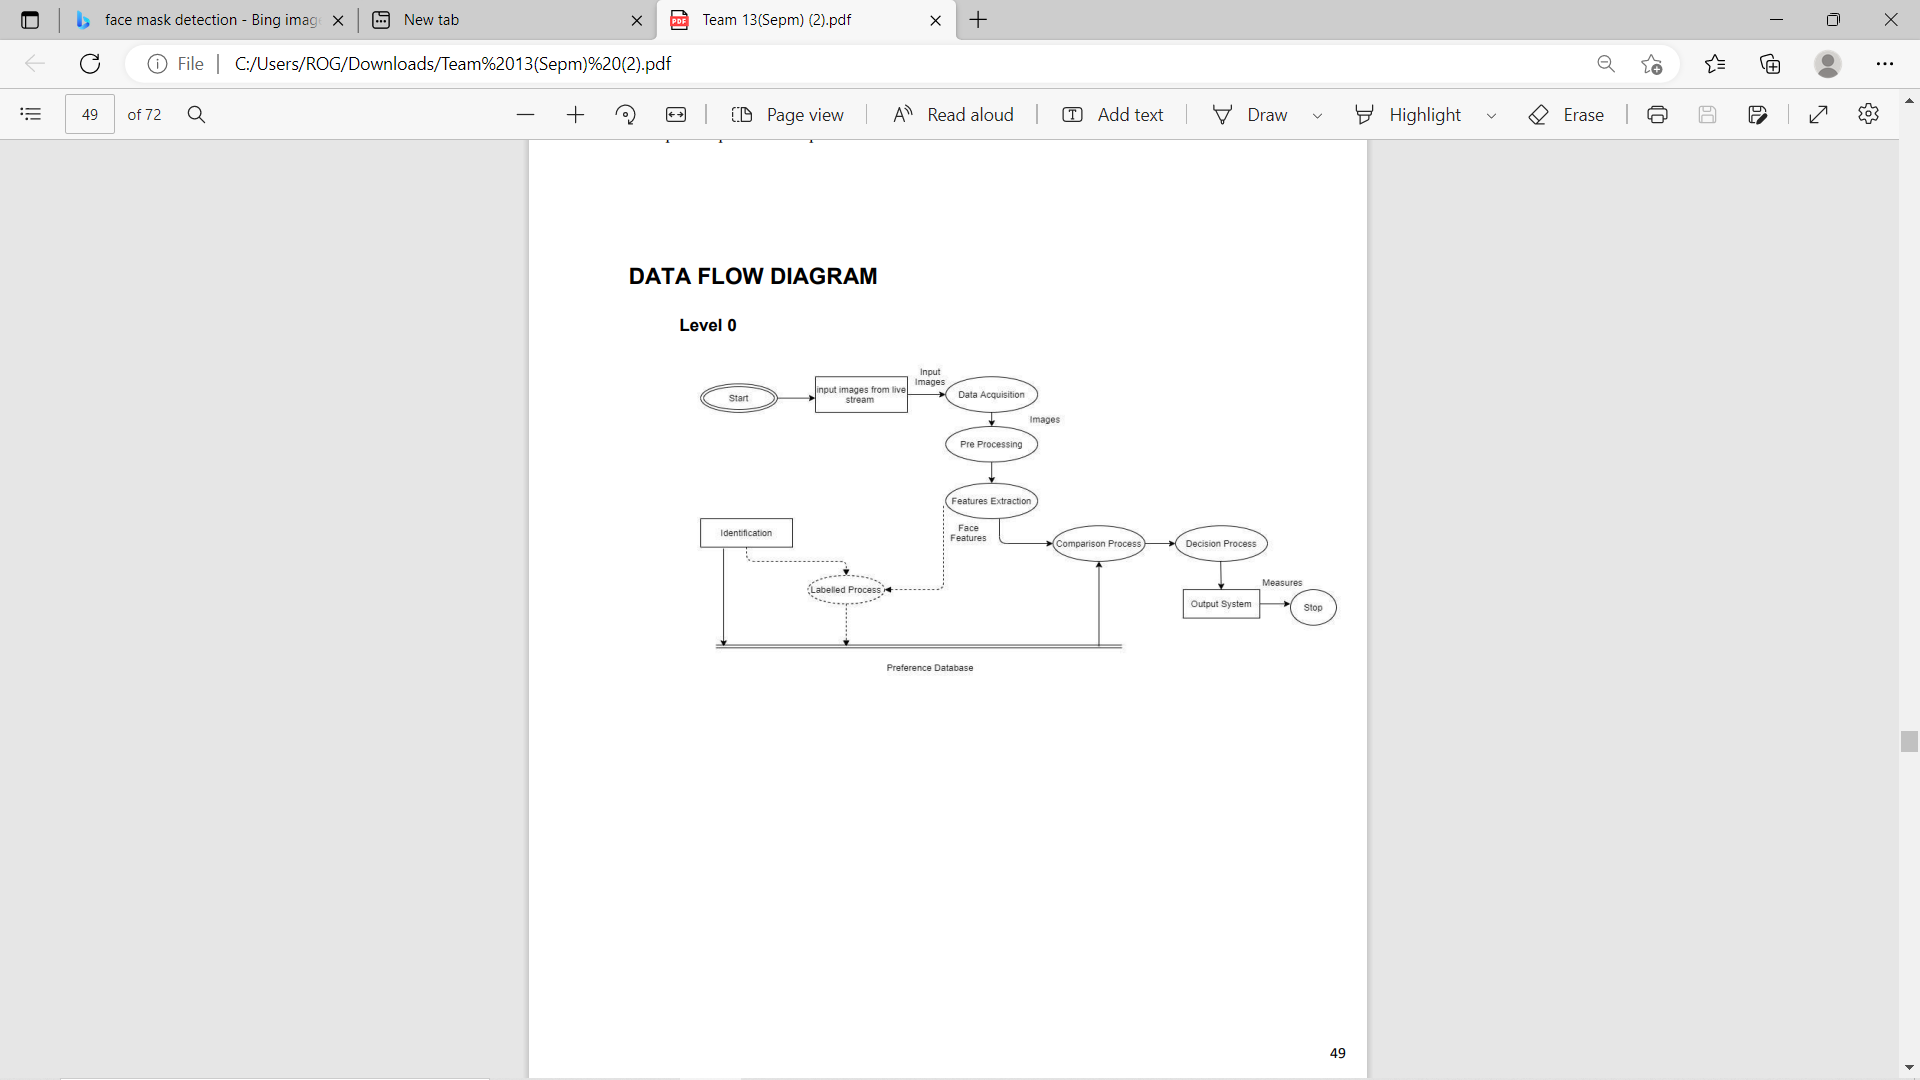 face mask detection - Bing imag
New tab
Team 13(Sepm) (2).pdf
File
C:/Users/ROG/Downloads/Team%2013(Sepm)%20(2).pdf
49 of 72
Page view
Read aloud
Add text
Draw
Highlight
Erase
DATA FLOW DIAGRAM
Level 0
Start
input images from live
stream
Input
Images
Data Acquisition
Images
Pre Processing
Features Extraction
Face
Features
Identification
Comparison Process
Decision Process
Labelled Process
Measures
Output System
Stop
Preference Database
49